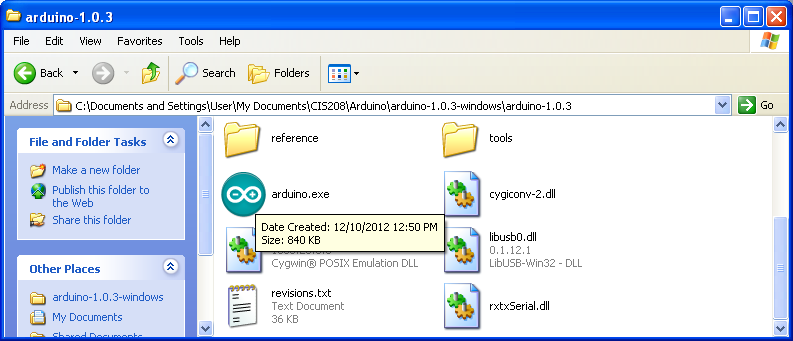 arduino-1.0.3
File Edit View Favorites Tools Help
Back Search Folders
Address C:\Documents and Settings\User\My Documents\CIS208\Arduino\arduino-1.0.3-windows\arduino-1.0.3 Go
File and Folder Tasks
Make a new folder
Publish this folder to
the Web
Share this folder
Other Places
arduino-1.0.3-windows
My Documents
Shared Documents
reference
tools
arduino.exe
cygiconv-2.dll
Date Created: 12/10/2012 12:50 PM
Size: 840 KB
Cygwin® POSIX Emulation DLL
libusb0.dll
0.1.12.1
LibUSB-Win32 - DLL
revisions.txt
Text Document
36 KB
rxtxSerial.dll